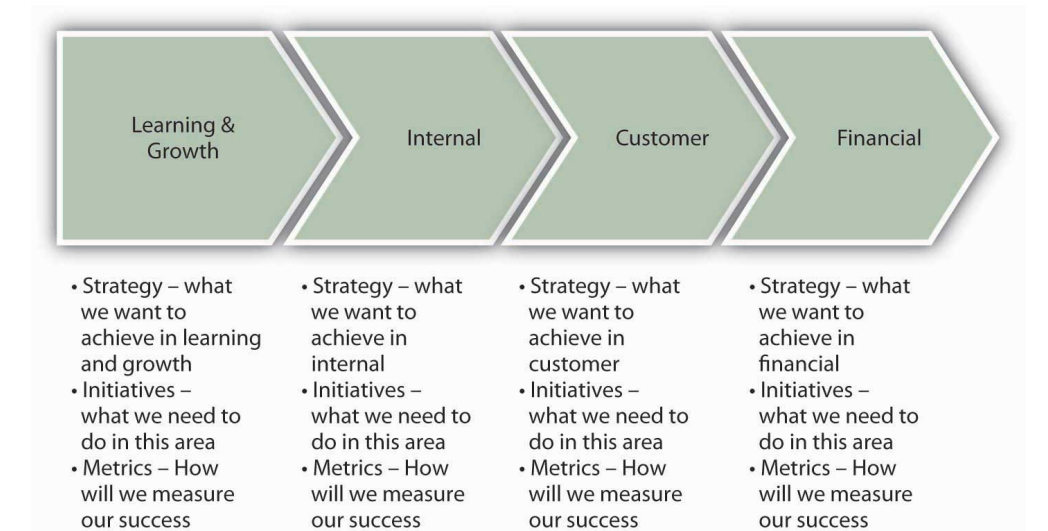 Learning &
Growth
Internal
Customer
Financial
• Strategy – what
we want to
achieve in learning
and growth
• Initiatives –
what we need to
do in this area
• Metrics – How
will we measure
our success
• Strategy – what
we want to
achieve in
internal
• Initiatives –
what we need to
do in this area
• Metrics – How
will we measure
our success
• Strategy – what
we want to
achieve in
customer
• Initiatives –
what we need to
do in this area
• Metrics – How
will we measure
our success
• Strategy – what
we want to
achieve in
financial
• Initiatives –
what we need to
do in this area
• Metrics – How
will we measure
our success